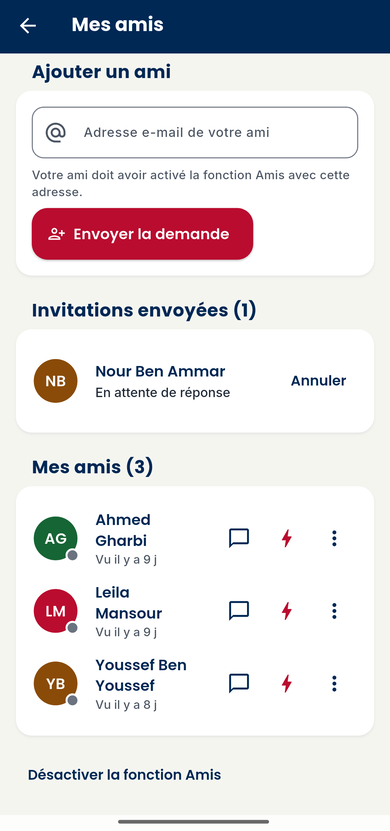 Mes amis
Ajouter un ami
Adresse e-mail de votre ami
Votre ami doit avoir activé la fonction Amis avec cette
adresse.
Envoyer la demande
Invitations envoyées (1)
NB
Nour Ben Ammar
En attente de réponse
Annuler
Mes amis (3)
AG
Ahmed
Gharbi
Vu il y a 9 j
LM
Leila
Mansour
Vu il y a 9 j
YB
Youssef Ben
Youssef
Vu il y a 8 j
Désactiver la fonction Amis